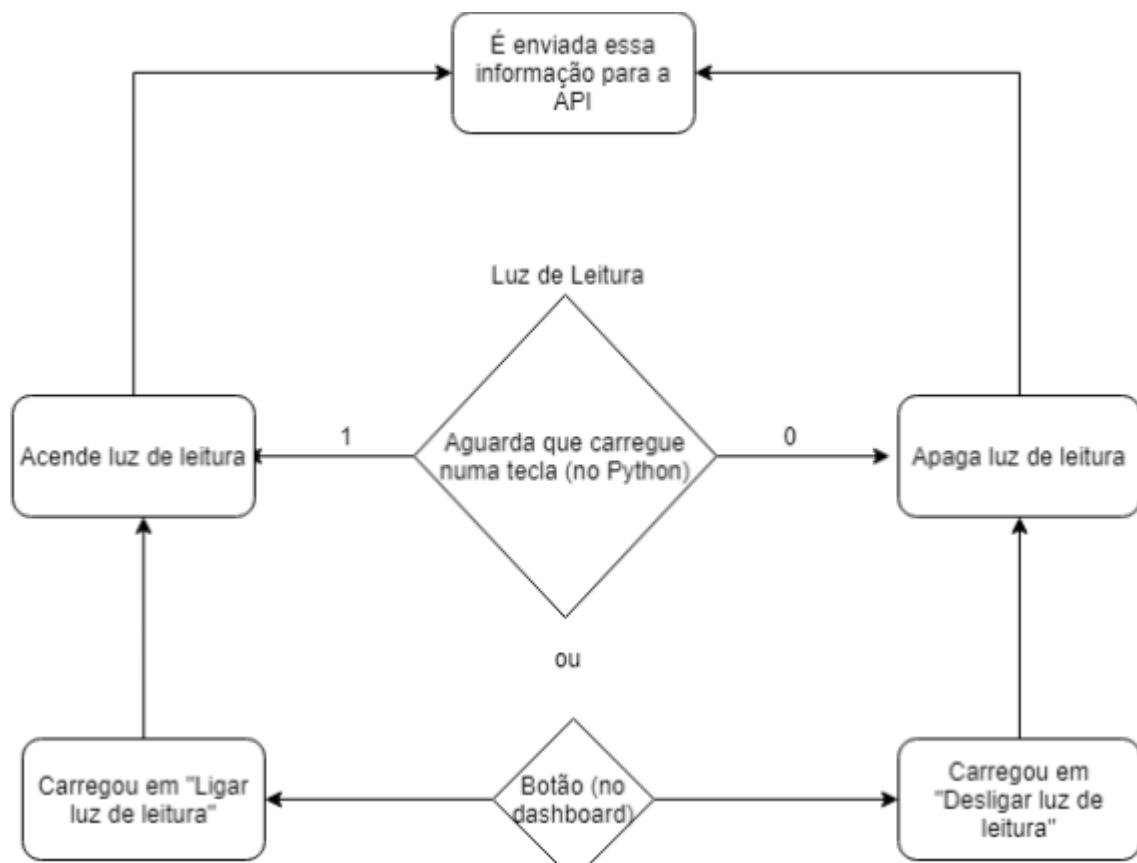 É enviada essa
informação para a
API
Luz de Leitura
Acende luz de leitura
1
Aguarda que carregue
numa tecla (no Python)
0
Apaga luz de leitura
ou
Carregou em "Ligar
luz de leitura"
Botão (no
dashboard)
Carregou em
"Desligar luz de
leitura"